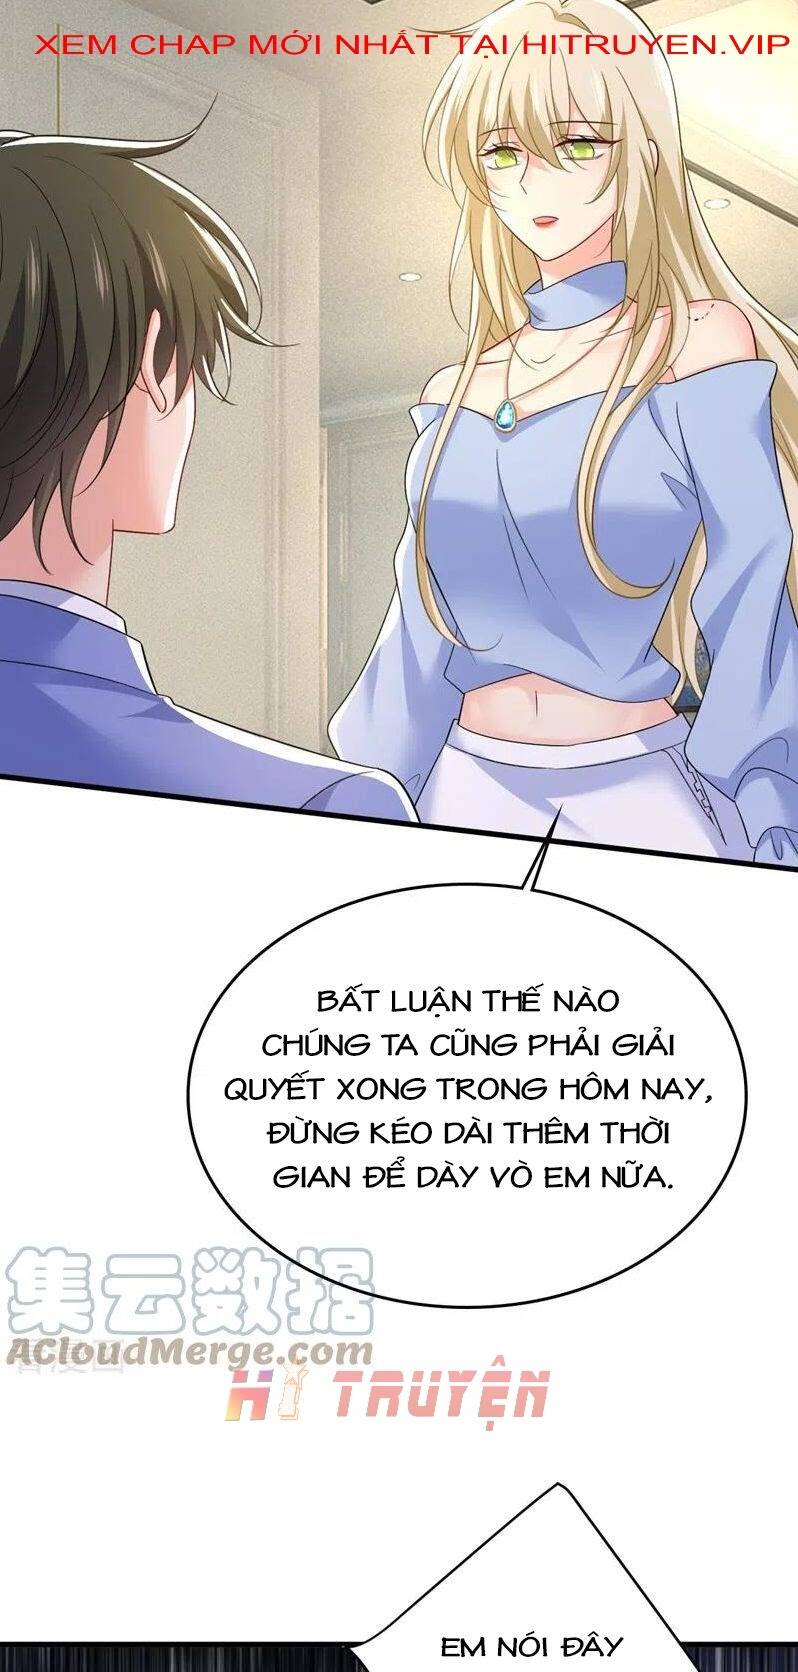 XEM CHAP MỚI NHẤT TẠI HITRUYEN.VIP
BẤT LUẬN THẾ NÀO
CHÚNG TA CŨNG PHẢI GIẢI
QUYẾT XONG TRONG HÔM NAY,
ĐỪNG KÉO DÀI THÊM THỜI
GIAN ĐỂ DÀY VÒ EM NỮA.
集云数据
ACloudMerge.com
HI TRUYỆN
EM NÓI ĐÂY